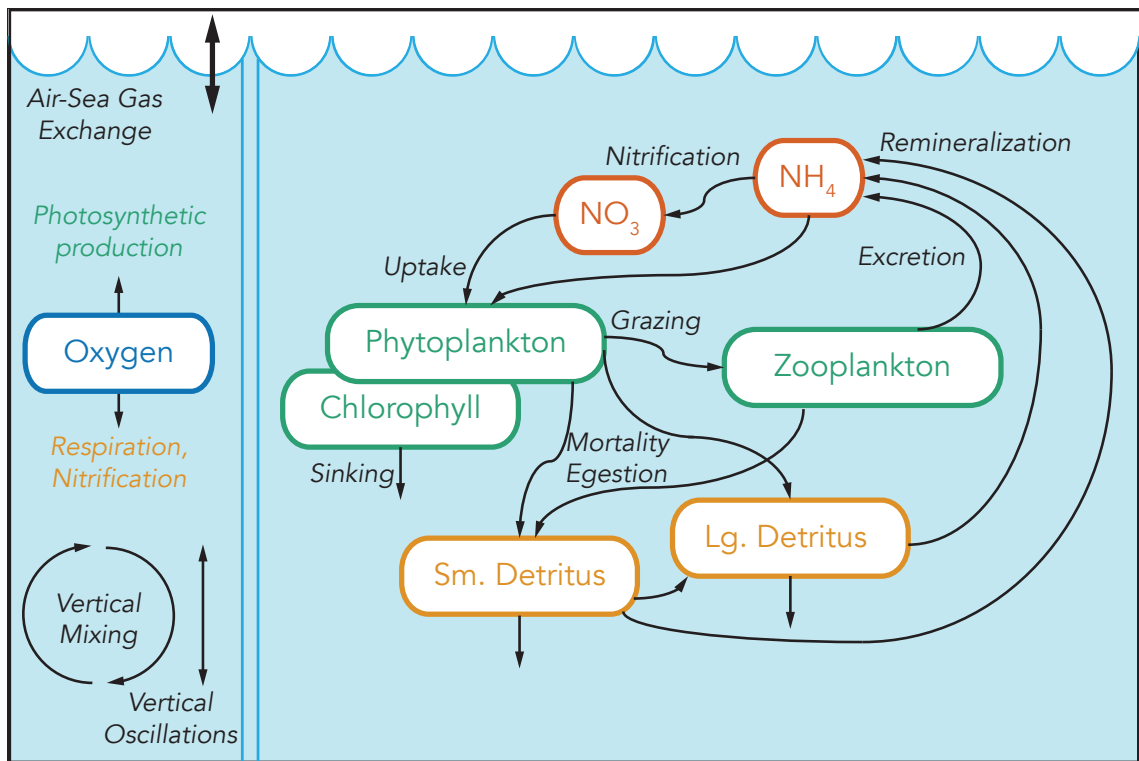 Air-Sea Gas
Exchange
Photosynthetic
production
Oxygen
Respiration,
Nitrification
Vertical
Mixing
Vertical
Oscillations
Nitrification
NH₄
Remineralization
NO₃
Uptake
Excretion
Grazing
Phytoplankton
Zooplankton
Chlorophyll
Sinking
Mortality
Egestion
Lg. Detritus
Sm. Detritus